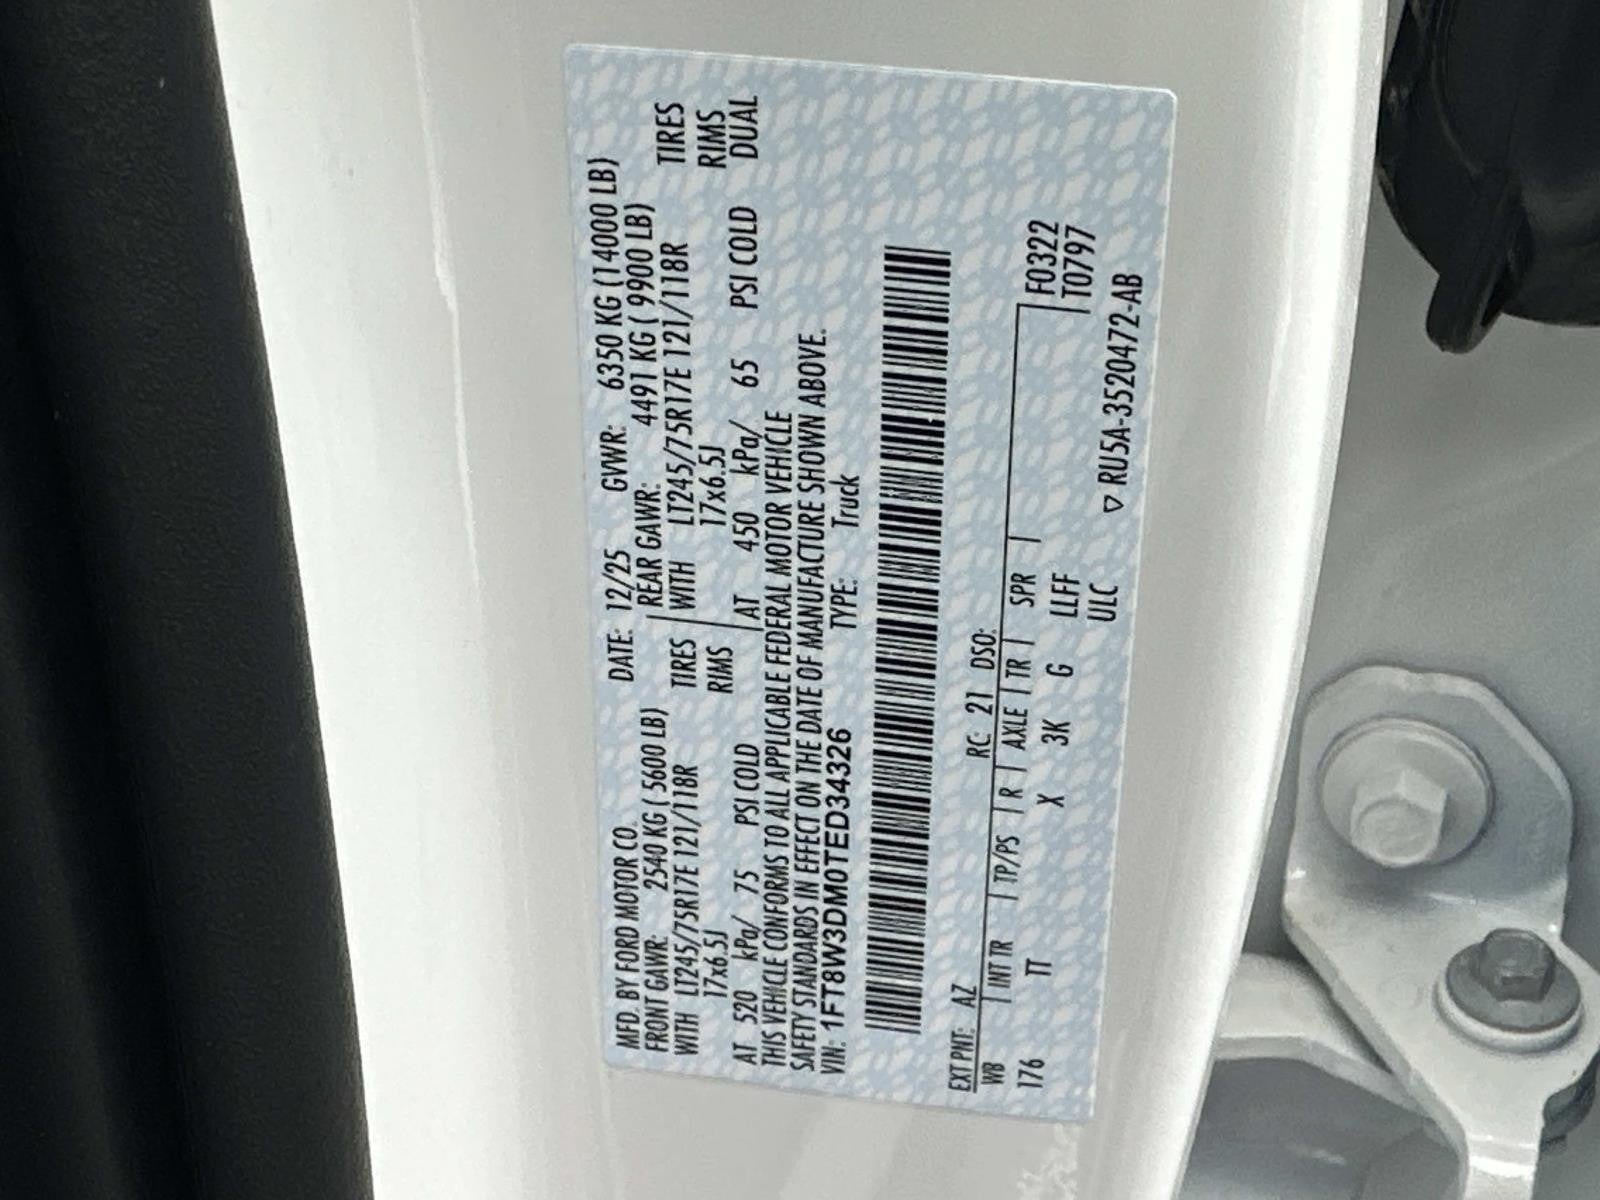 MFD. BY FORD MOTOR CO. DATE: 12/25 GVWR: 6350 KG (14000 LB)
FRONT GAWR: 2540 KG ( 5600 LB) REAR GAWR: 4491 KG ( 9900 LB)
WITH LT245/75R17E 121/118R TIRES WITH LT245/75R17E 121/118R TIRES
17x6.5J RIMS 17x6.5J RIMS
AT 520 kPa/ 75 PSI COLD AT 450 kPa/ 65 PSI COLD DUAL
THIS VEHICLE CONFORMS TO ALL APPLICABLE FEDERAL MOTOR VEHICLE
SAFETY STANDARDS IN EFFECT ON THE DATE OF MANUFACTURE SHOWN ABOVE.
VIN: 1FT8W3DM0TED34326 TYPE: Truck
EXT PNT: AZ RC: 21 DSO:
WB INT TR TP/PS R AXLE TR SPR F0322
176 TT X 3K G LLFF T0797
ULC
▽ RU5A-3520472-AB